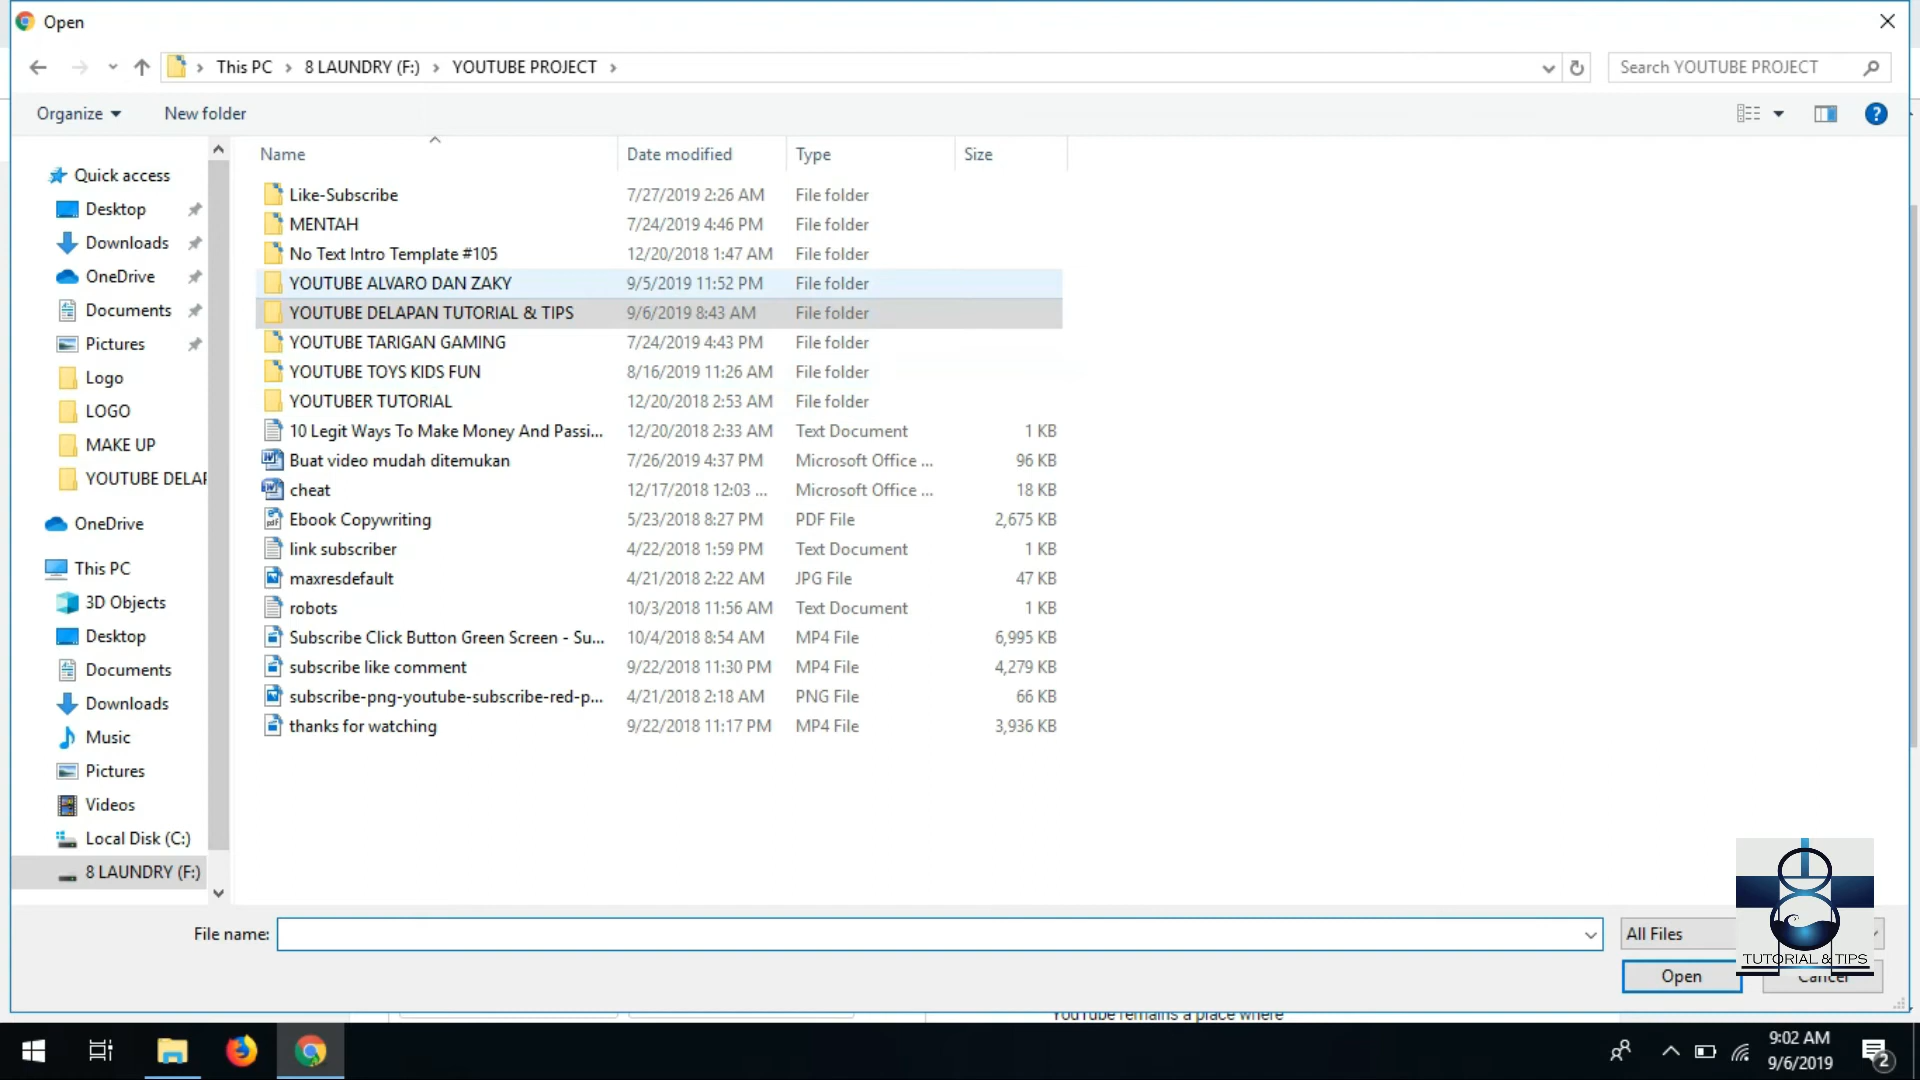 Open
This PC > 8 LAUNDRY (F:) > YOUTUBE PROJECT >
Search YOUTUBE PROJECT
Organize
New folder
?
Name Date modified Type Size
Quick access
Desktop
Downloads
OneDrive
Documents
Pictures
Logo
LOGO
MAKE UP
YOUTUBE DELAP
OneDrive
This PC
3D Objects
Desktop
Documents
Downloads
Music
Pictures
Videos
Local Disk (C:)
8 LAUNDRY (F:)
Like-Subscribe 7/27/2019 2:26 AM File folder
MENTAH 7/24/2019 4:46 PM File folder
No Text Intro Template #105 12/20/2018 1:47 AM File folder
YOUTUBE ALVARO DAN ZAKY 9/5/2019 11:52 PM File folder
YOUTUBE DELAPAN TUTORIAL & TIPS 9/6/2019 8:43 AM File folder
YOUTUBE TARIGAN GAMING 7/24/2019 4:43 PM File folder
YOUTUBE TOYS KIDS FUN 8/16/2019 11:26 AM File folder
YOUTUBER TUTORIAL 12/20/2018 2:53 AM File folder
10 Legit Ways To Make Money And Passi... 12/20/2018 2:33 AM Text Document 1 KB
Buat video mudah ditemukan 7/26/2019 4:37 PM Microsoft Office ... 96 KB
cheat 12/17/2018 12:03 ... Microsoft Office ... 18 KB
Ebook Copywriting 5/23/2018 8:27 PM PDF File 2,675 KB
link subscriber 4/22/2018 1:59 PM Text Document 1 KB
maxresdefault 4/21/2018 2:22 AM JPG File 47 KB
robots 10/3/2018 11:56 AM Text Document 1 KB
Subscribe Click Button Green Screen - Su... 10/4/2018 8:54 AM MP4 File 6,995 KB
subscribe like comment 9/22/2018 11:30 PM MP4 File 4,279 KB
subscribe-png-youtube-subscribe-red-p... 4/21/2018 2:18 AM PNG File 66 KB
thanks for watching 9/22/2018 11:17 PM MP4 File 3,936 KB
File name:
All Files
TUTORIAL & TIPS
Open
Cancel
YouTube remains a place where
9:02 AM
9/6/2019
2